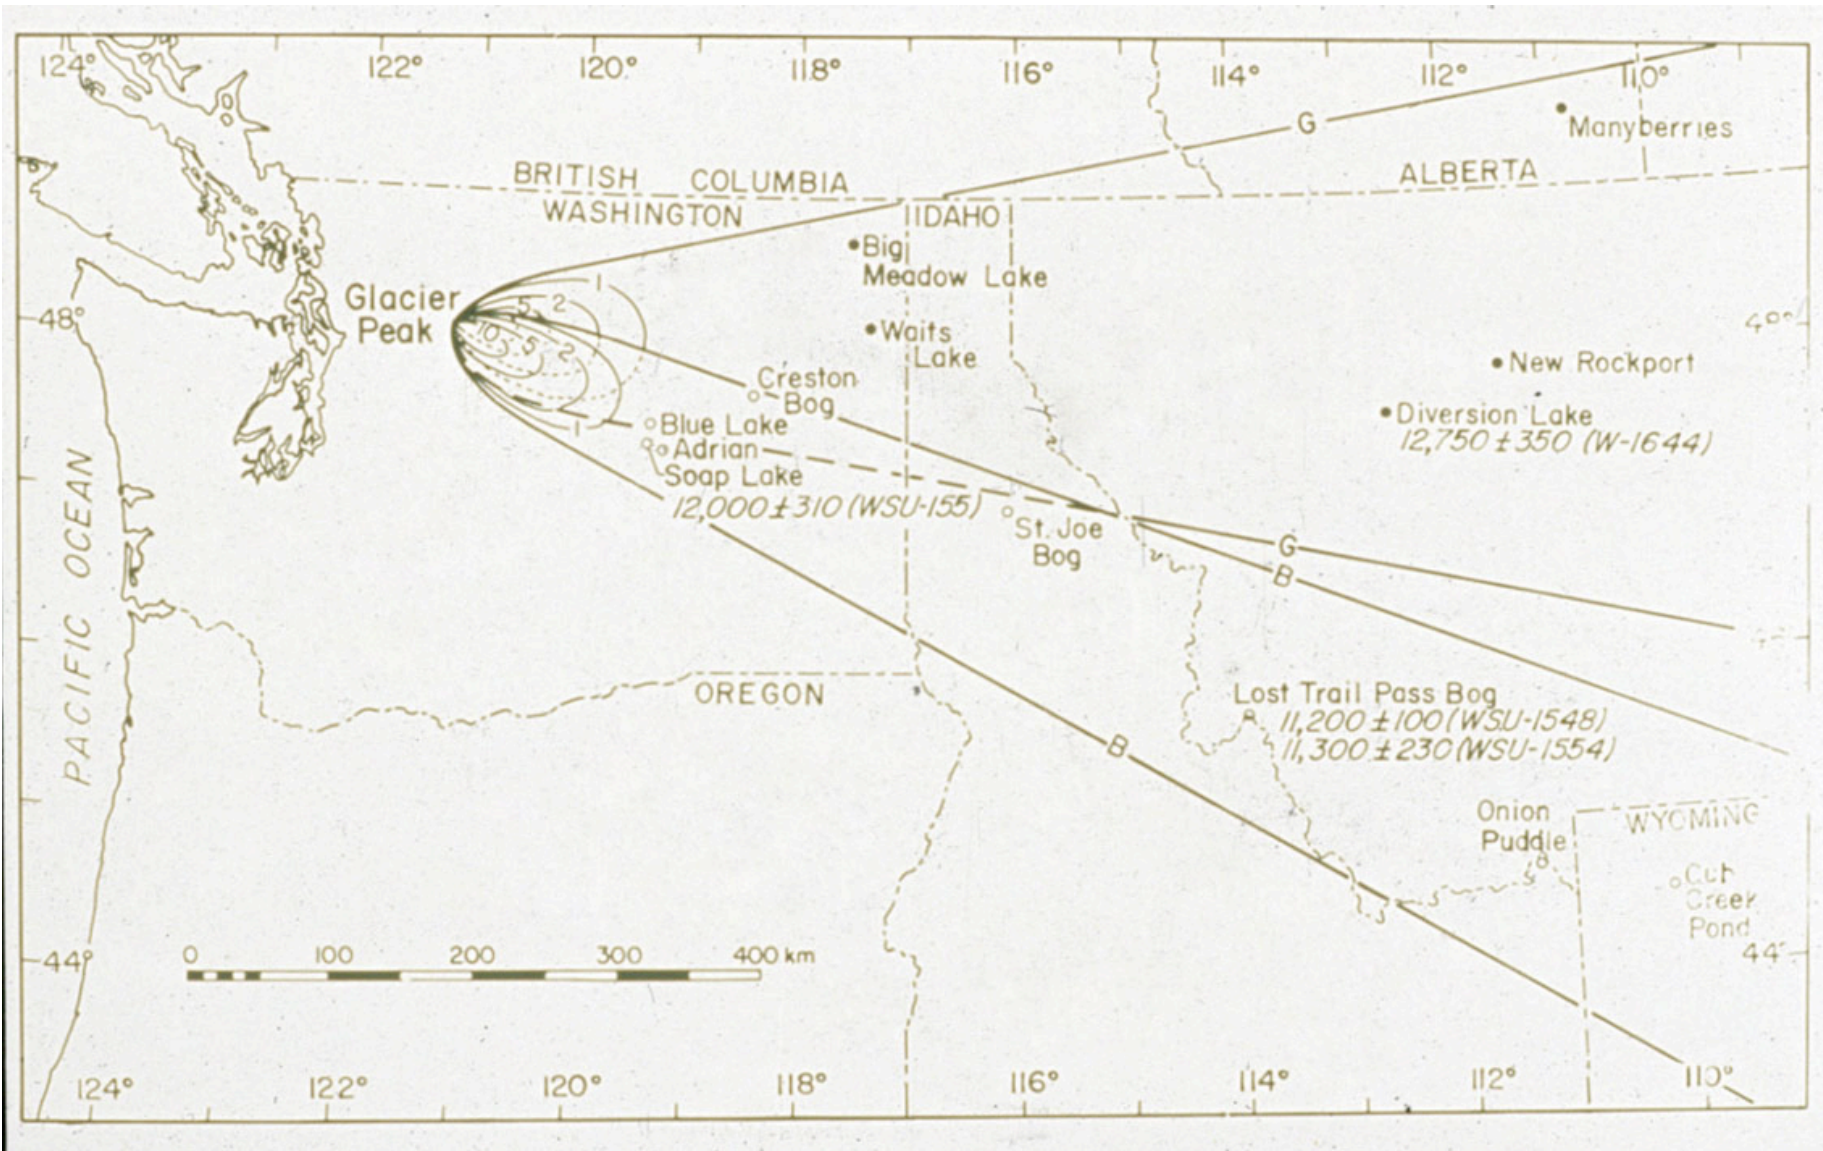 124° 122° 120° 118° 116° 114° 112° 110°
G
Manyberries
BRITISH COLUMBIA
ALBERTA
WASHINGTON
IDAHO
Big
Meadow Lake
Glacier
Peak
1
5 2
10 5 2 1
1
48°
Waits
Lake
New Rockport
Creston
Bog
Diversion Lake
12,750 ± 350 (W-1644)
Blue Lake
Adrian
Soap Lake
12,000 ± 310 (WSU-155)
St. Joe
Bog
G
B
PACIFIC OCEAN
OREGON
Lost Trail Pass Bog
11,200 ± 100 (WSU-1548)
11,300 ± 230 (WSU-1554)
B
Onion
Puddle
WYOMING
Cub
Creek
Pond
0 100 200 300 400 km
44° 44°
124° 122° 120° 118° 116° 114° 112° 110°